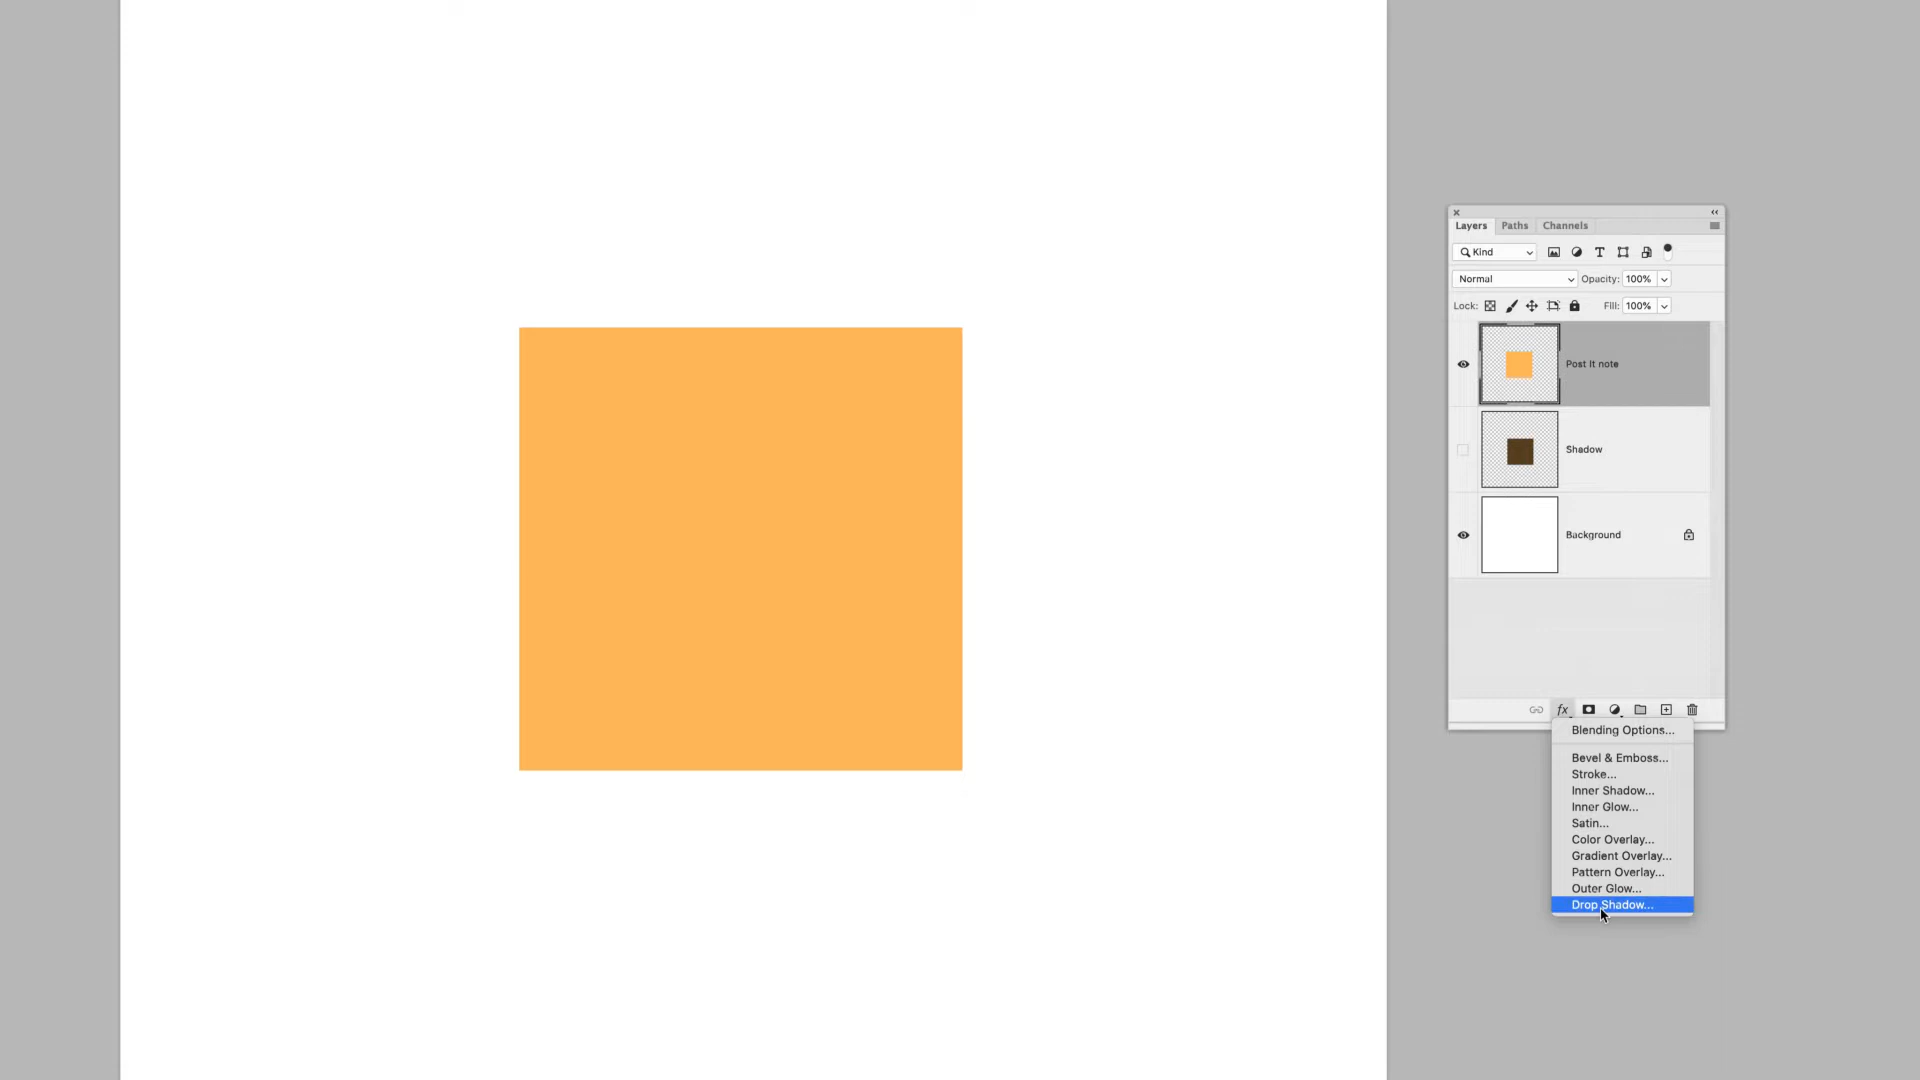 Layers Paths Channels
Kind
Normal Opacity: 100%
Lock: Fill: 100%
Post it note
Shadow
Background
fx
Blending Options...
Bevel & Emboss...
Stroke...
Inner Shadow...
Inner Glow...
Satin...
Color Overlay...
Gradient Overlay...
Pattern Overlay...
Outer Glow...
Drop Shadow...